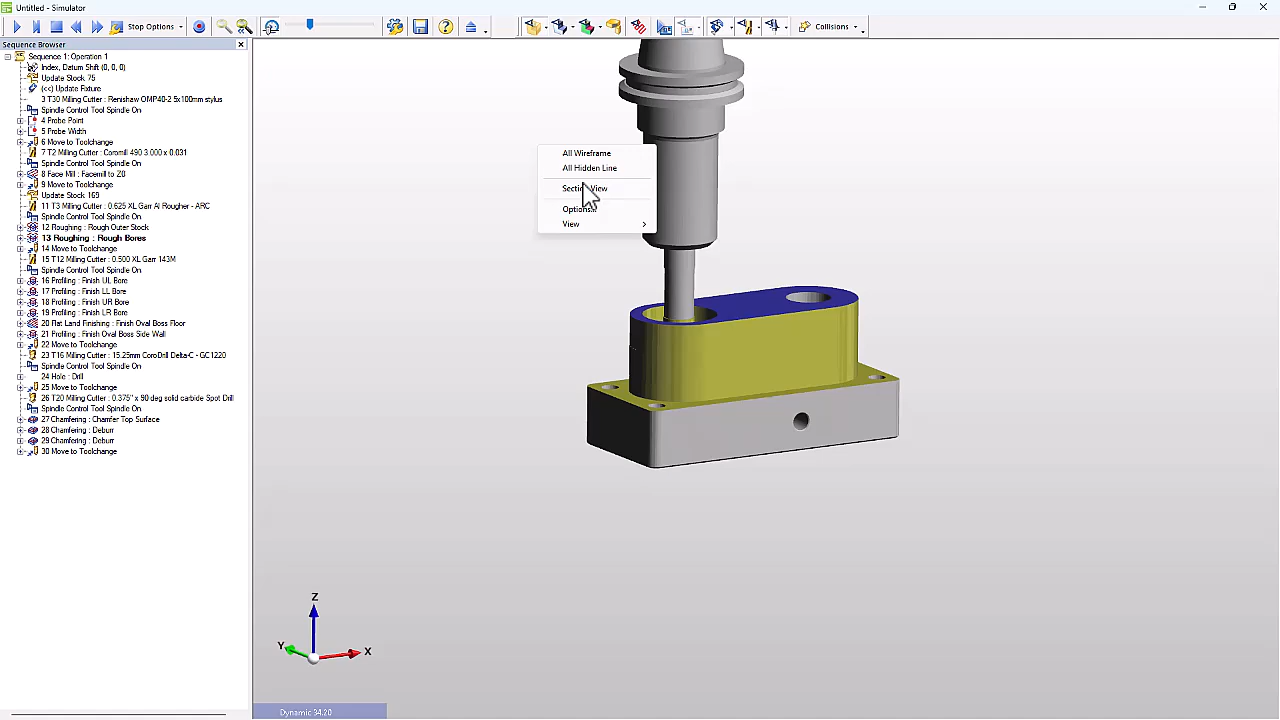 Untitled - Simulator
Stop Options
Collisions
Sequence Browser
Sequence 1: Operation 1
Index, Datum Shift (0, 0, 0)
Update Stock 75
(<<) Update Fixture
3 T30 Milling Cutter : Renishaw OMP40-2 5x100mm stylus
Spindle Control Tool Spindle On
4 Probe Point
5 Probe Width
6 Move to Toolchange
7 T2 Milling Cutter : Coromill 490 3.000 x 0.031
Spindle Control Tool Spindle On
8 Face Mill : Facemill to Z0
9 Move to Toolchange
Update Stock 169
11 T3 Milling Cutter : 0.625 XL Garr Al Rougher - ARC
Spindle Control Tool Spindle On
12 Roughing : Rough Outer Stock
13 Roughing : Rough Bores
14 Move to Toolchange
15 T12 Milling Cutter : 0.500 XL Garr 143M
Spindle Control Tool Spindle On
16 Profiling : Finish UL Bore
17 Profiling : Finish LL Bore
18 Profiling : Finish UR Bore
19 Profiling : Finish LR Bore
20 Flat Land Finishing : Finish Oval Boss Floor
21 Profiling : Finish Oval Boss Side Wall
22 Move to Toolchange
23 T16 Milling Cutter : 15.25mm CoroDrill Delta-C - GC1220
Spindle Control Tool Spindle On
24 Hole : Drill
25 Move to Toolchange
26 T20 Milling Cutter : 0.375" x 90 deg solid carbide Spot Drill
Spindle Control Tool Spindle On
27 Chamfering : Chamfer Top Surface
28 Chamfering : Deburr
29 Chamfering : Deburr
30 Move to Toolchange
All Wireframe
All Hidden Line
Section View
Options...
View
Z
Y
X
Dynamic 34.20